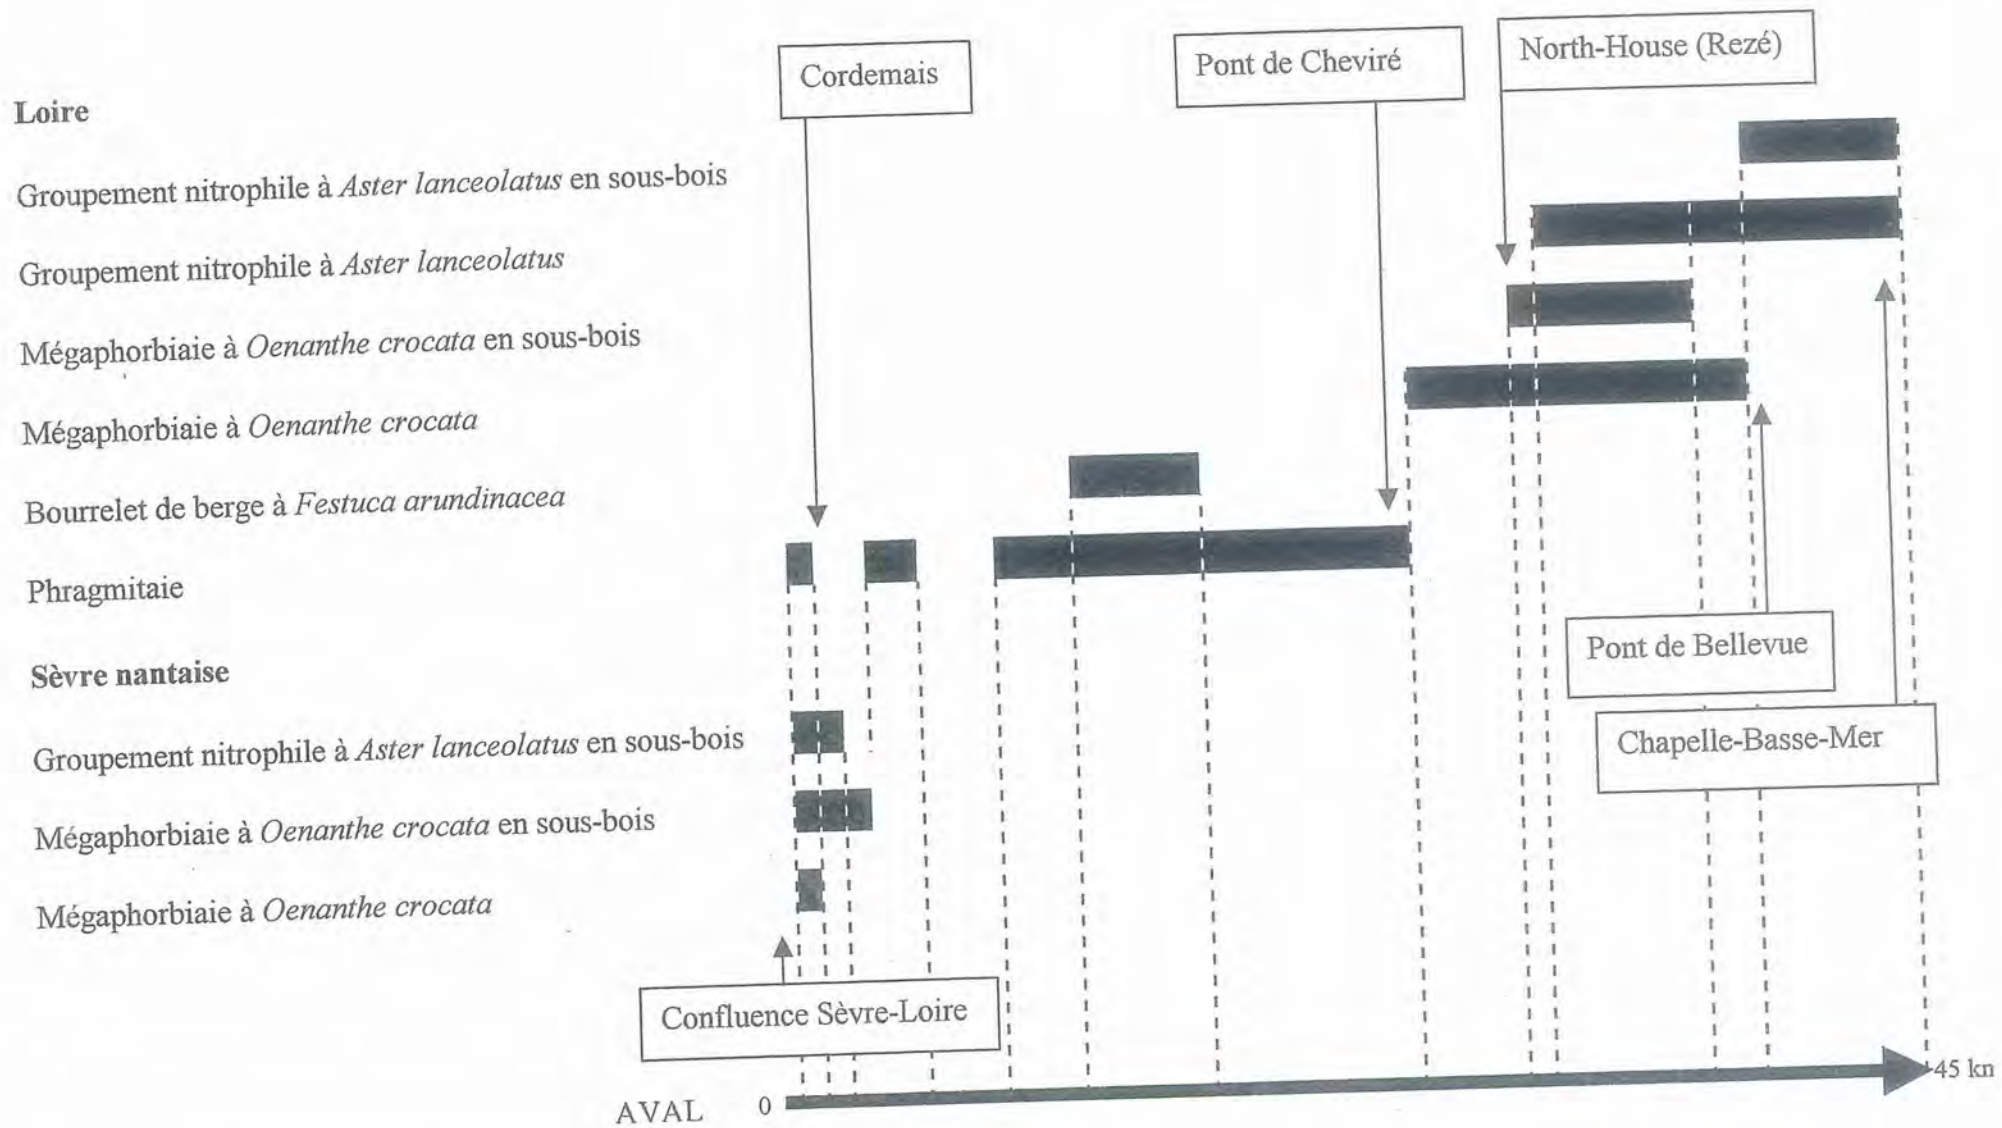 Cordemais
Pont de Cheviré
North-House (Rezé)
Loire
Groupement nitrophile à Aster lanceolatus en sous-bois
Groupement nitrophile à Aster lanceolatus
Mégaphorbiaie à Oenanthe crocata en sous-bois
Mégaphorbiaie à Oenanthe crocata
Bourrelet de berge à Festuca arundinacea
Phragmitaie
Pont de Bellevue
Sèvre nantaise
Chapelle-Basse-Mer
Groupement nitrophile à Aster lanceolatus en sous-bois
Mégaphorbiaie à Oenanthe crocata en sous-bois
Mégaphorbiaie à Oenanthe crocata
Confluence Sèvre-Loire
AVAL 0 45 kn